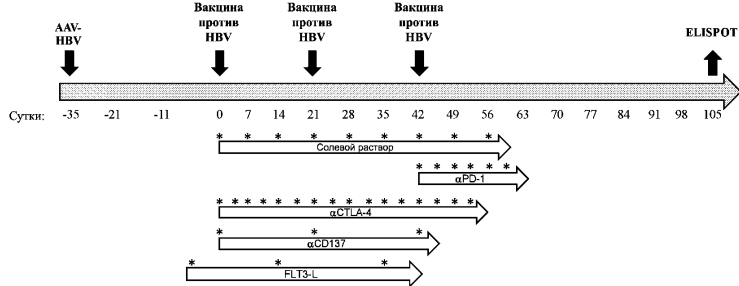 AAV-
HBV
Вакцина
против
HBV
Вакцина
против
HBV
Вакцина
против
HBV
ELISPOT
Сутки: -35 -21 -11 0 7 14 21 28 35 42 49 56 63 70 77 84 91 98 105
* * * * * * * * *
Солевой раствор
* * * * * * *
αPD-1
* * * * * * * * * * * * * * * * * *
αCTLA-4
* * *
αCD137
* * *
FLT3-L